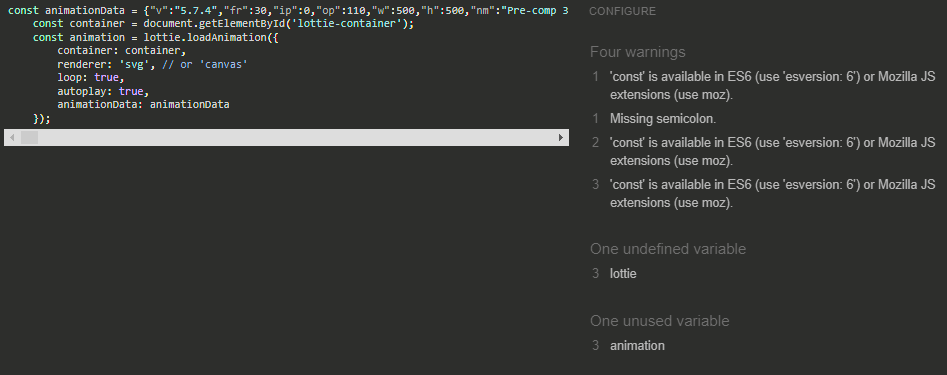 const animationData = {"v":"5.7.4","fr":30,"ip":0,"op":110,"w":500,"h":500,"nm":"Pre-comp 3
const container = document.getElementById('lottie-container');
const animation = lottie.loadAnimation({
container: container,
renderer: 'svg', // or 'canvas'
loop: true,
autoplay: true,
animationData: animationData
});
CONFIGURE
Four warnings
1 'const' is available in ES6 (use 'esversion: 6') or Mozilla JS
extensions (use moz).
1 Missing semicolon.
2 'const' is available in ES6 (use 'esversion: 6') or Mozilla JS
extensions (use moz).
3 'const' is available in ES6 (use 'esversion: 6') or Mozilla JS
extensions (use moz).
One undefined variable
3 lottie
One unused variable
3 animation